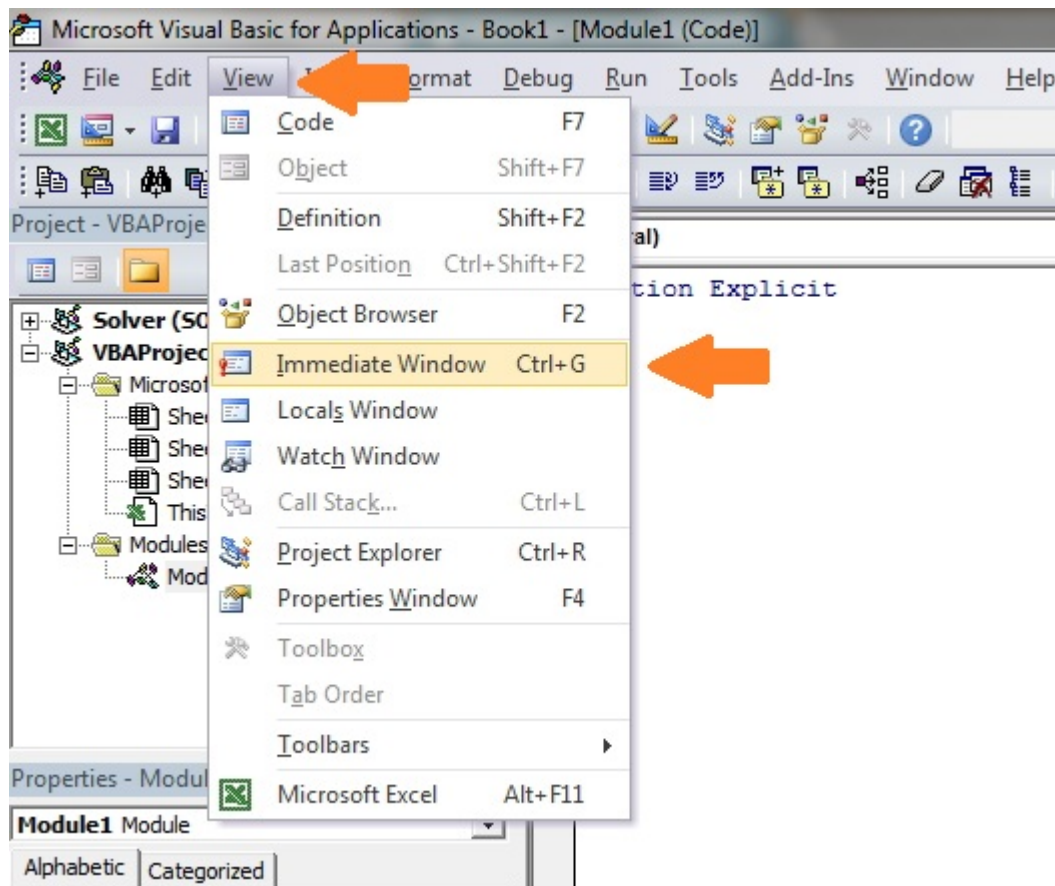 Microsoft Visual Basic for Applications - Book1 - [Module1 (Code)]
File Edit View Debug Run Tools Add-Ins Window Help
Code F7
Object Shift+F7
Definition Shift+F2
Last Position Ctrl+Shift+F2
Object Browser F2
Immediate Window Ctrl+G
Locals Window
Watch Window
Call Stack... Ctrl+L
Project Explorer Ctrl+R
Properties Window F4
Toolbox
Tab Order
Toolbars
Microsoft Excel Alt+F11
Project - VBAProje
Solver (SO
VBAProjec
Microsof
She
She
She
This
Modules
Mod
Properties - Modul
Module1 Module
Alphabetic Categorized
al)
tion Explicit